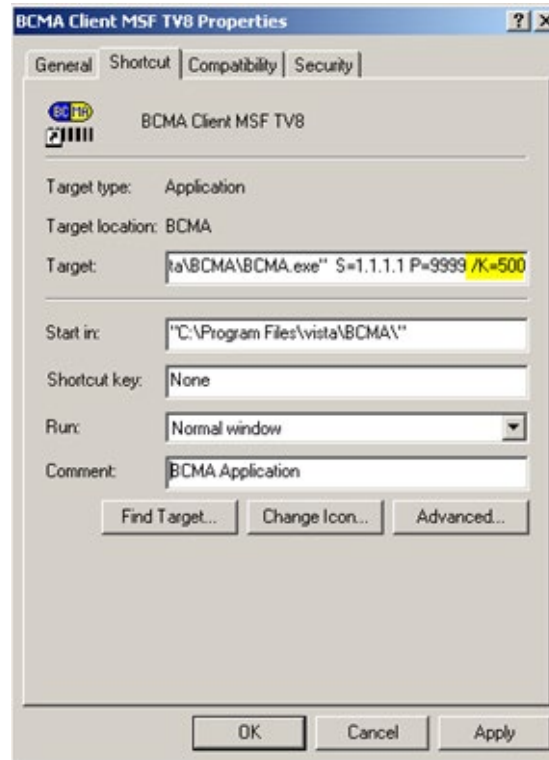 BCMA Client MSF TV8 Properties ? X
General Shortcut Compatibility Security
BCMA
BCMA Client MSF TV8
Target type: Application
Target location: BCMA
Target: ta\BCMA\BCMA.exe" S=1.1.1.1 P=9999 /K=500
Start in: "C:\Program Files\vista\BCMA\"
Shortcut key: None
Run: Normal window
Comment: BCMA Application
Find Target... Change Icon... Advanced...
OK Cancel Apply